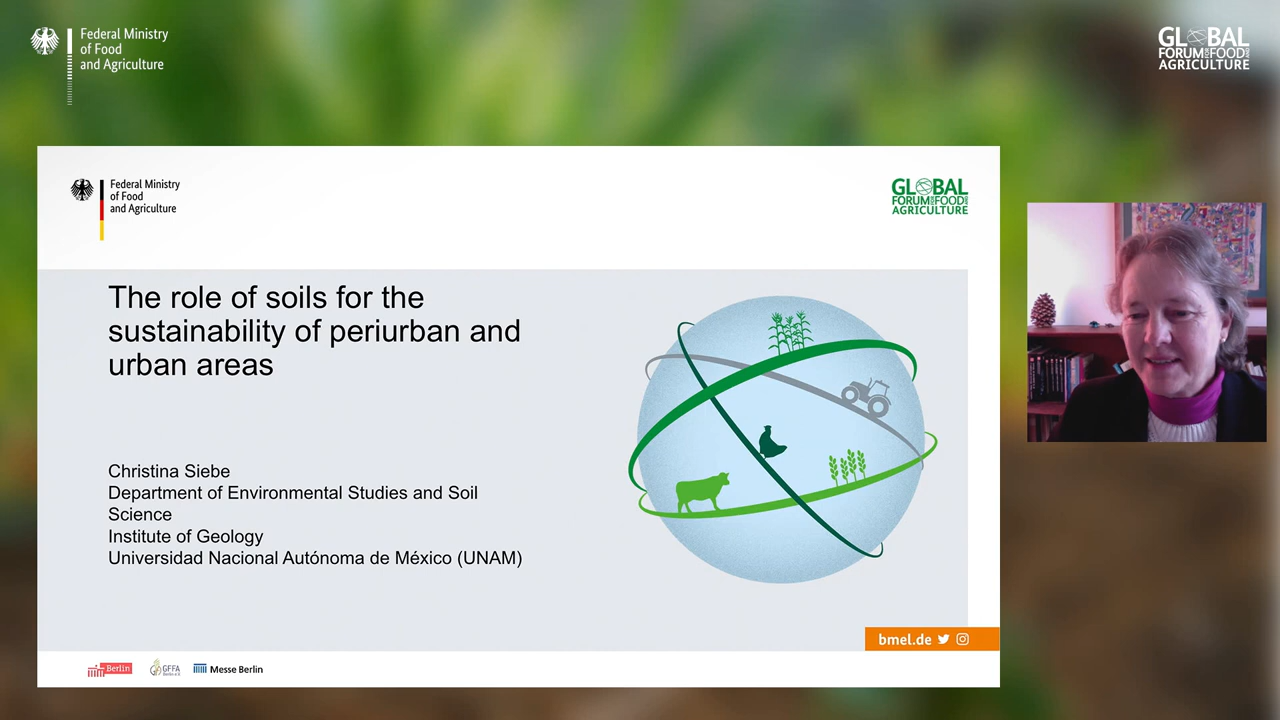 Federal Ministry
of Food
and Agriculture
GLOBAL
FORUM FOR FOOD AND
AGRICULTURE
Federal Ministry
of Food
and Agriculture
GLOBAL
FORUM FOR FOOD AND
AGRICULTURE
The role of soils for the
sustainability of periurban and
urban areas
Christina Siebe
Department of Environmental Studies and Soil
Science
Institute of Geology
Universidad Nacional Autónoma de México (UNAM)
bmel.de
Berlin
GFFA
Berlin e.V.
Messe Berlin